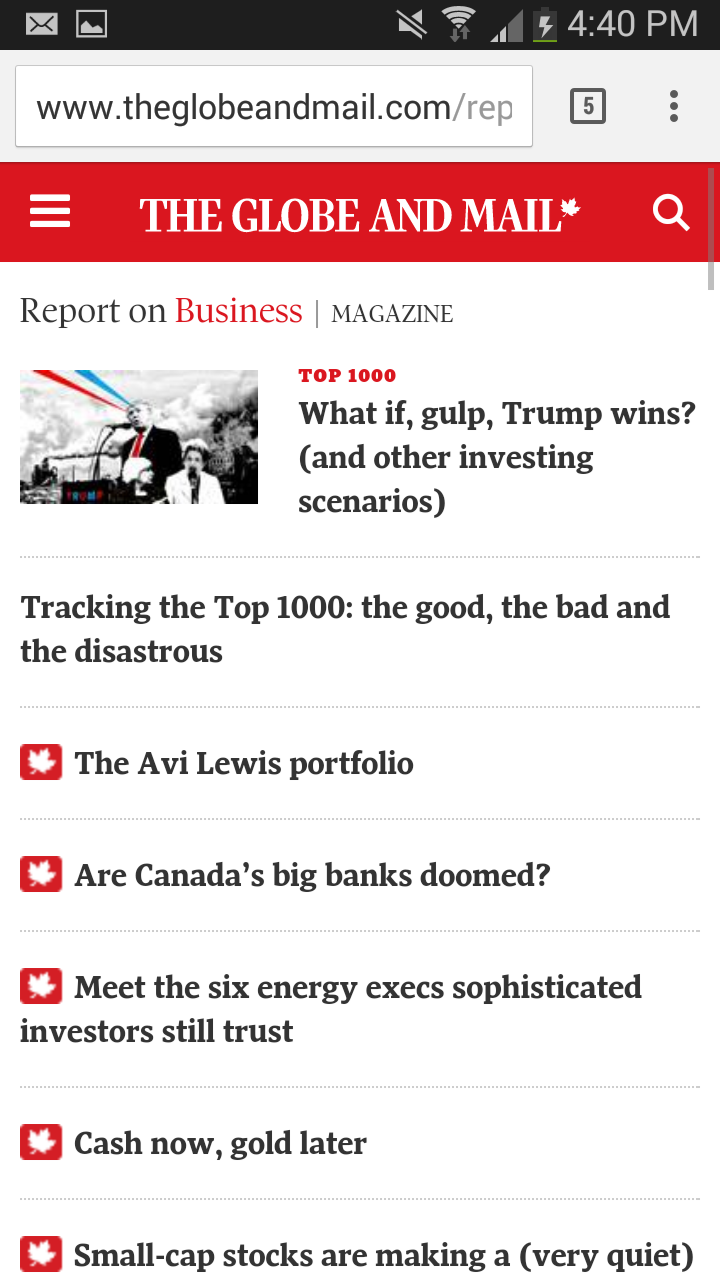 4:40 PM
www.theglobeandmail.com/rep
5
THE GLOBE AND MAIL
Report on Business | MAGAZINE
TOP 1000
What if, gulp, Trump wins?
(and other investing
scenarios)
TRUMP
Tracking the Top 1000: the good, the bad and
the disastrous
The Avi Lewis portfolio
Are Canada’s big banks doomed?
Meet the six energy execs sophisticated
investors still trust
Cash now, gold later
Small-cap stocks are making a (very quiet)